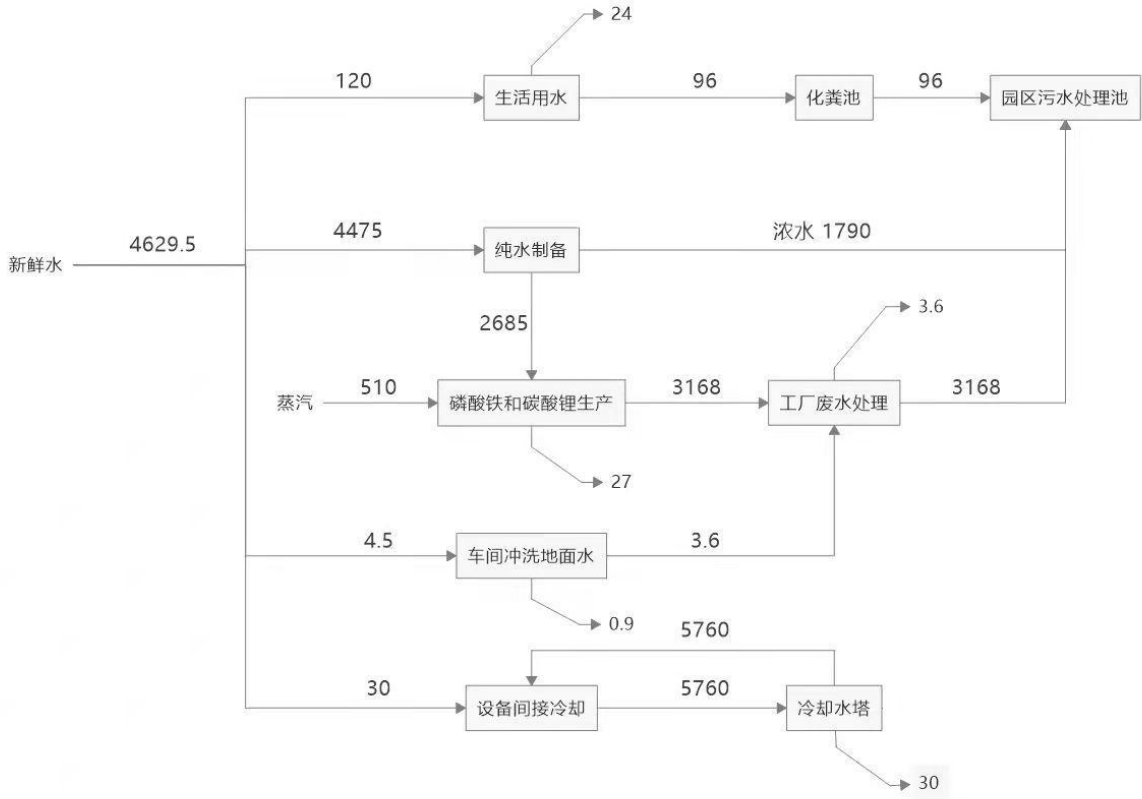 24
120
生活用水
96
化粪池
96
园区污水处理池
4629.5
新鲜水
4475
纯水制备
浓水 1790
2685
3.6
蒸汽
510
磷酸铁和碳酸锂生产
3168
工厂废水处理
3168
27
4.5
车间冲洗地面水
3.6
0.9
5760
30
设备间接冷却
5760
冷却水塔
30